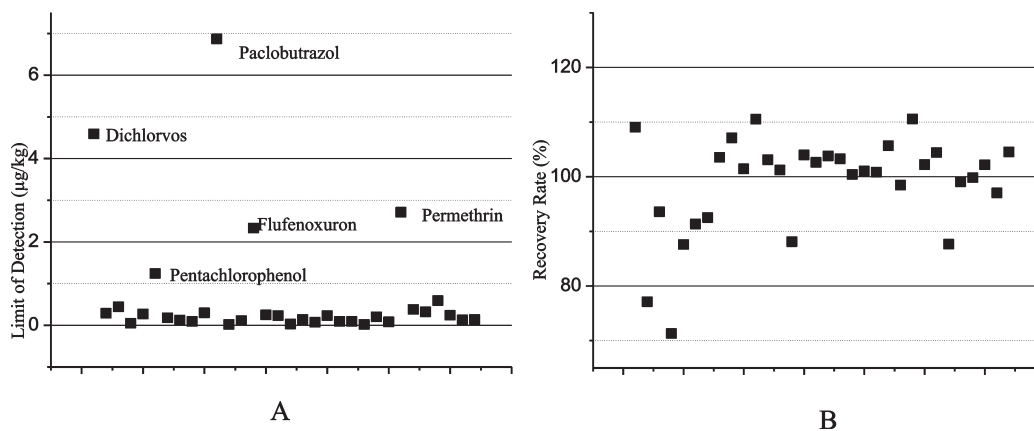 6
4
2
0
Limit of Detection (μg/kg)
Paclobutrazol
Dichlorvos
Flufenoxuron
Permethrin
Pentachlorophenol
A
120
100
80
Recovery Rate (%)
B